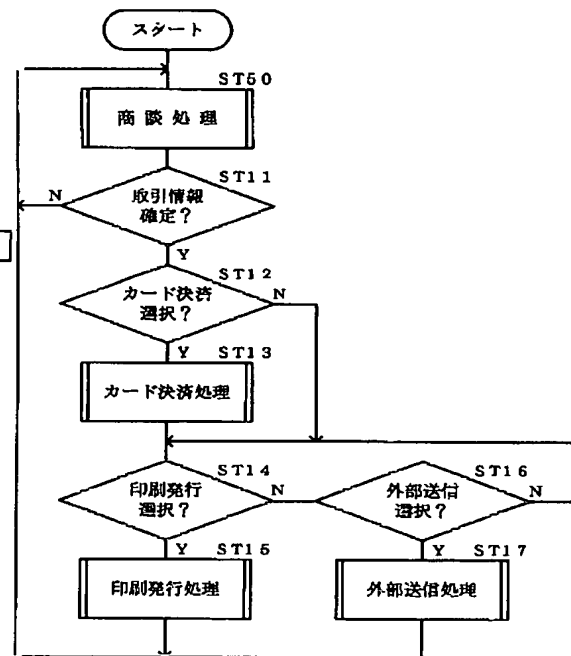 スタート
ST50
商談処理
ST11
取引情報
確定？
N
Y
ST12
カード決済
選択？
N
Y
ST13
カード決済処理
ST14
印刷発行
選択？
N
ST16
外部送信
選択？
N
Y
ST15
印刷発行処理
Y
ST17
外部送信処理